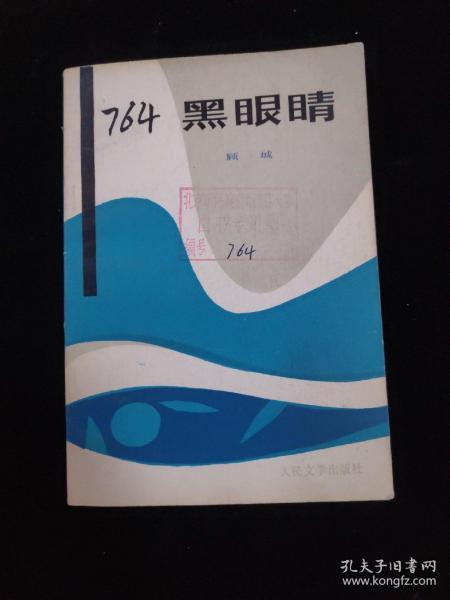 764 黑眼睛
顾城
编号 764
人民文学出版社
孔夫子旧书网
www.kongfz.com